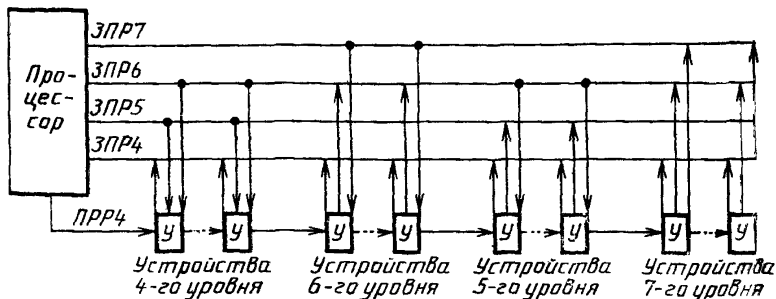 Про-
цес-
сор
ЗПР7
ЗПР6
ЗПР5
ЗПР4
ПРР4
У
У
У
У
У
У
У
У
Устройства
4-го уровня
Устройства
6-го уровня
Устройства
5-го уровня
Устройства
7-го уровня